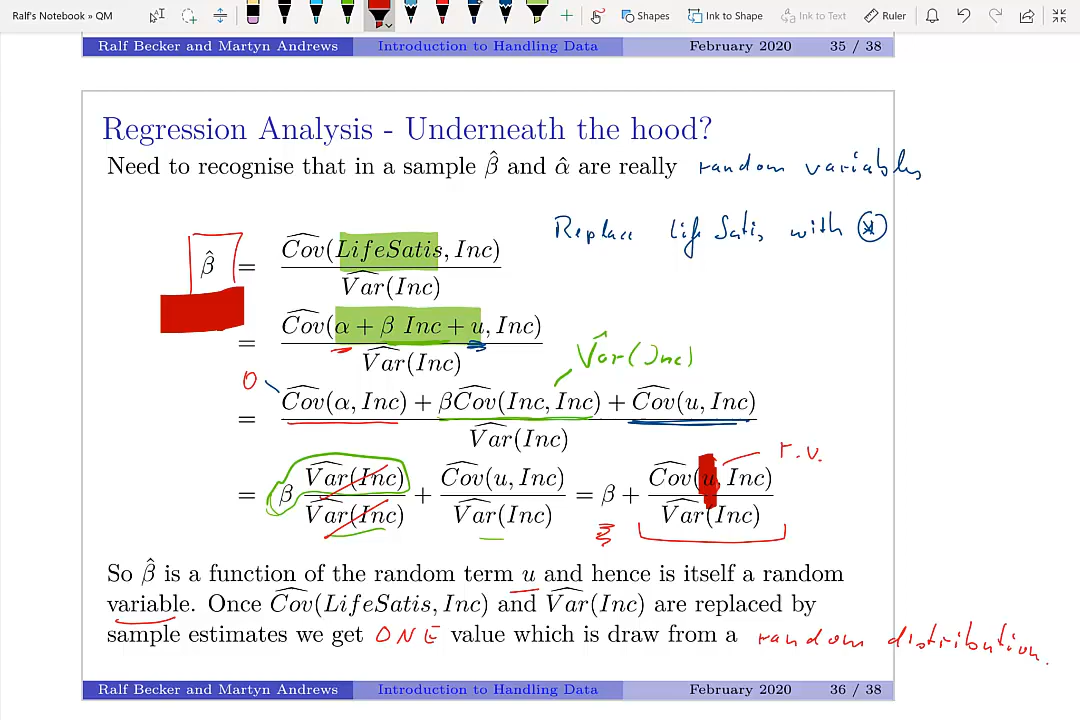 Ralf's Notebook » QM
Shapes Ink to Shape Ink to Text Ruler
Ralf Becker and Martyn Andrews Introduction to Handling Data February 2020 35 / 38
Regression Analysis - Underneath the hood?
Need to recognise that in a sample β̂ and α̂ are really random variables
Replace Life Satis with ✱
β̂ = Ĉov(LifeSatis, Inc) / V̂ar(Inc)
= Ĉov(α + β Inc + u, Inc) / V̂ar(Inc)
V̂ar(Inc)
0
= Ĉov(α, Inc) + βĈov(Inc, Inc) + Ĉov(u, Inc) / V̂ar(Inc)
r.v.
= β V̂ar(Inc) / V̂ar(Inc) + Ĉov(u, Inc) / V̂ar(Inc) = β + Ĉov(u, Inc) / V̂ar(Inc)
So β̂ is a function of the random term u and hence is itself a random
variable. Once Ĉov(LifeSatis, Inc) and V̂ar(Inc) are replaced by
sample estimates we get ONE value which is draw from a random distribution.
Ralf Becker and Martyn Andrews Introduction to Handling Data February 2020 36 / 38